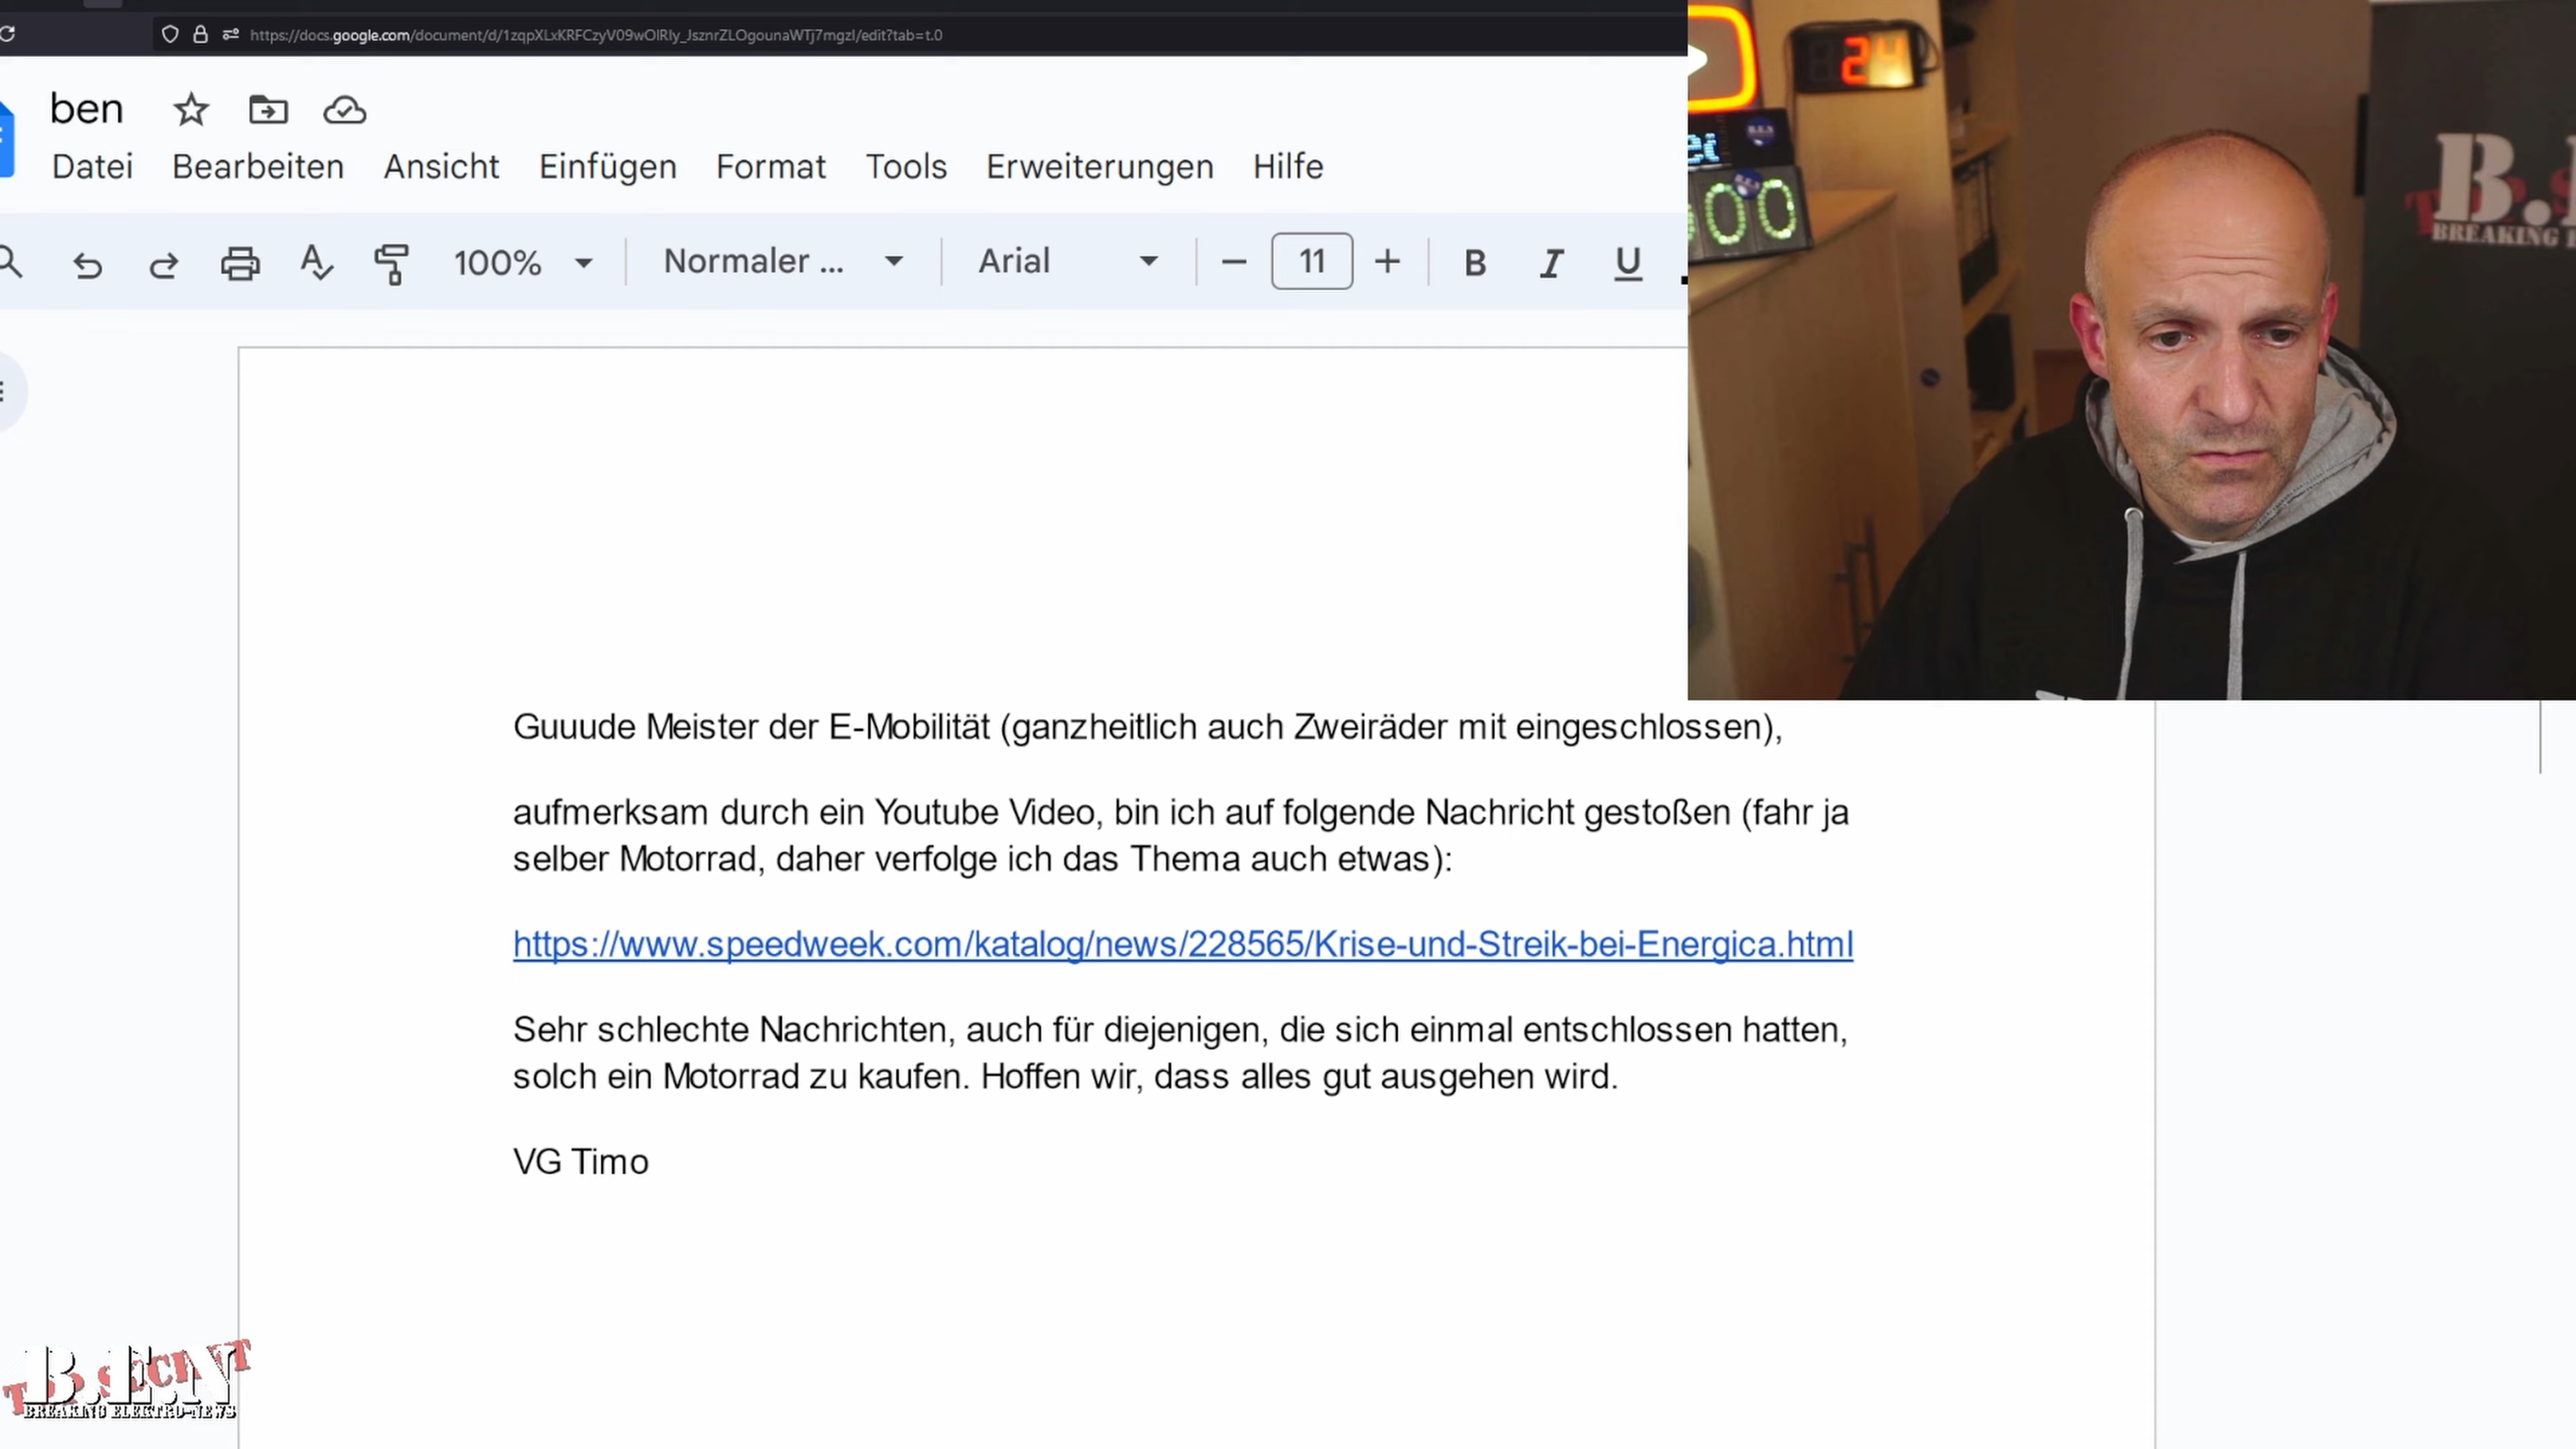 https://docs.google.com/document/d/1zqpXLxKRFCzyV09wOlRIy_JsznrZLOgounaWTj7mgzI/edit?tab=t.0
24
ben
Datei Bearbeiten Ansicht Einfügen Format Tools Erweiterungen Hilfe
B.
BREAKING
00
100% Normaler ... Arial 11 B I U
Guuude Meister der E-Mobilität (ganzheitlich auch Zweiräder mit eingeschlossen),
aufmerksam durch ein Youtube Video, bin ich auf folgende Nachricht gestoßen (fahr ja
selber Motorrad, daher verfolge ich das Thema auch etwas):
https://www.speedweek.com/katalog/news/228565/Krise-und-Streik-bei-Energica.html
Sehr schlechte Nachrichten, auch für diejenigen, die sich einmal entschlossen hatten,
solch ein Motorrad zu kaufen. Hoffen wir, dass alles gut ausgehen wird.
VG Timo
B.E.N
BREAKING ELEKTRO-NEWS